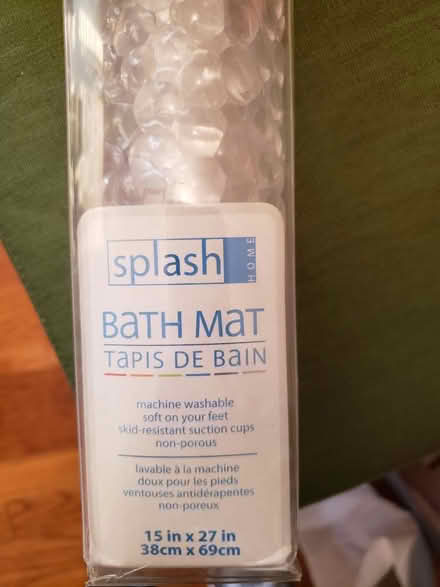 splash HOME
BATH MAT
TAPIS DE BAIN
machine washable
soft on your feet
skid-resistant suction cups
non-porous
lavable à la machine
doux pour les pieds
ventouses antidérapentes
non-poreux
15 in x 27 in
38cm x 69cm